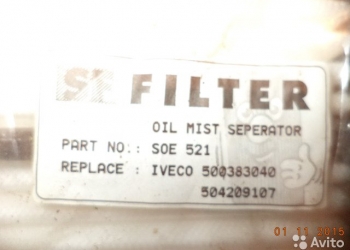 SF FILTER
OIL MIST SEPERATOR
PART NO: SOE 521
REPLACE : IVECO 500383040
504209107
01 11 2015
Avito